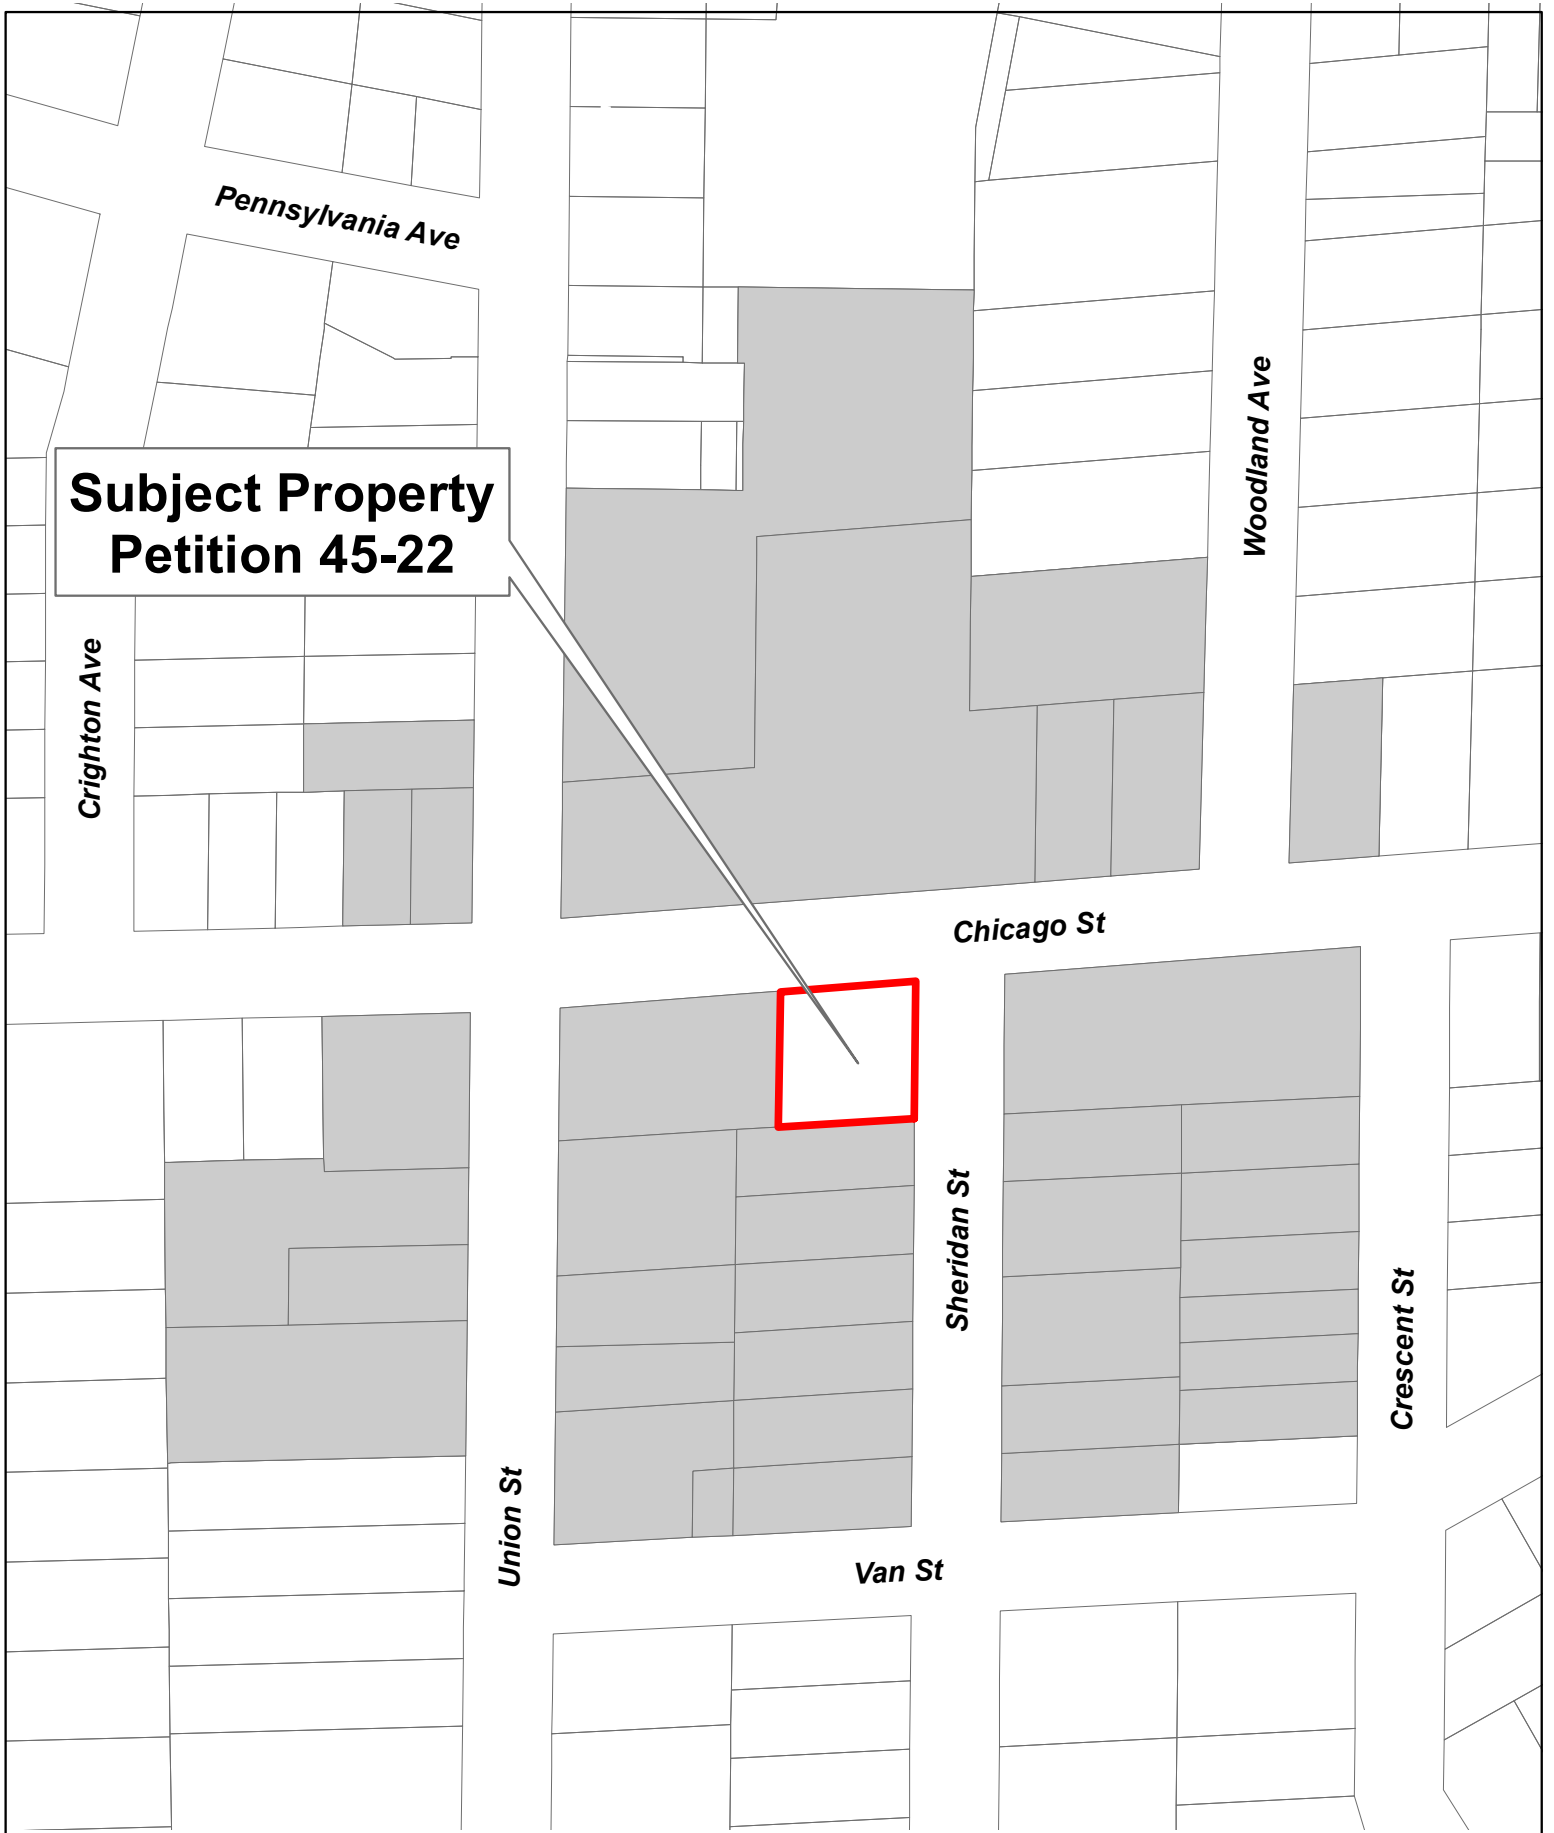 Pennsylvania Ave
Woodland Ave
Subject Property
Petition 45-22
Crighton Ave
Chicago St
Sheridan St
Crescent St
Union St
Van St